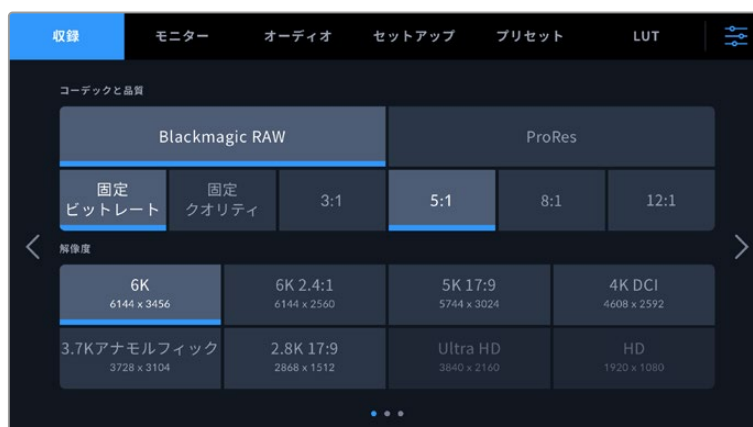 収録 モニター オーディオ セットアップ プリセット LUT
コーデックと品質
Blackmagic RAW ProRes
固定 固定
ビットレート クオリティ 3:1 5:1 8:1 12:1
解像度
6K 6K 2.4:1 5K 17:9 4K DCI
6144 x 3456 6144 x 2560 5744 x 3024 4608 x 2592
3.7Kアナモルフィック 2.8K 17:9 Ultra HD HD
3728 x 3104 2868 x 1512 3840 x 2160 1920 x 1080